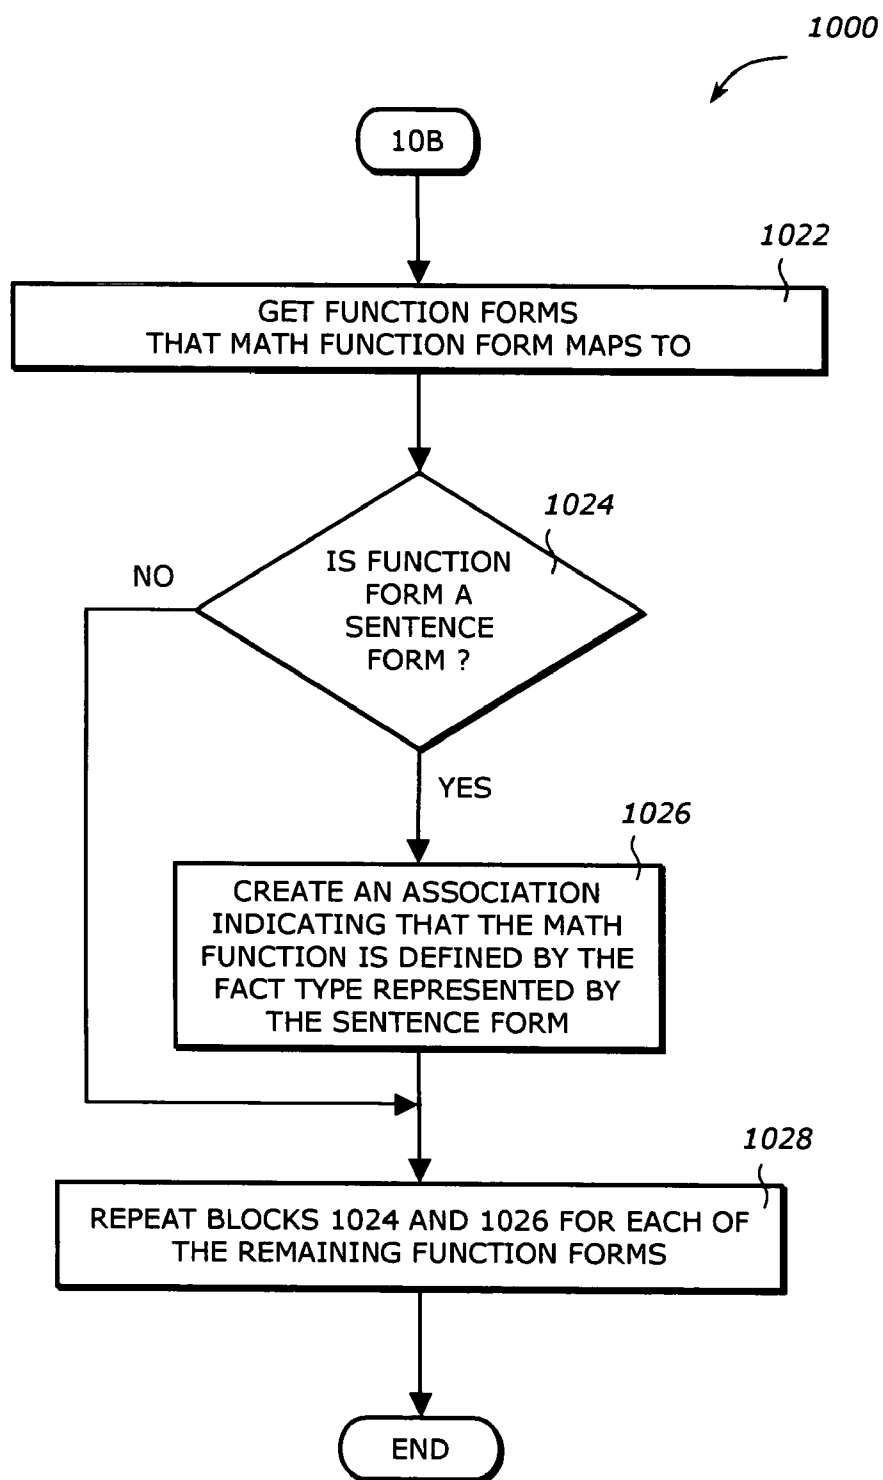 1000
10B
1022
GET FUNCTION FORMS
THAT MATH FUNCTION FORM MAPS TO
1024
IS FUNCTION
FORM A
SENTENCE
FORM ?
NO
YES
1026
CREATE AN ASSOCIATION
INDICATING THAT THE MATH
FUNCTION IS DEFINED BY THE
FACT TYPE REPRESENTED BY
THE SENTENCE FORM
1028
REPEAT BLOCKS 1024 AND 1026 FOR EACH OF
THE REMAINING FUNCTION FORMS
END